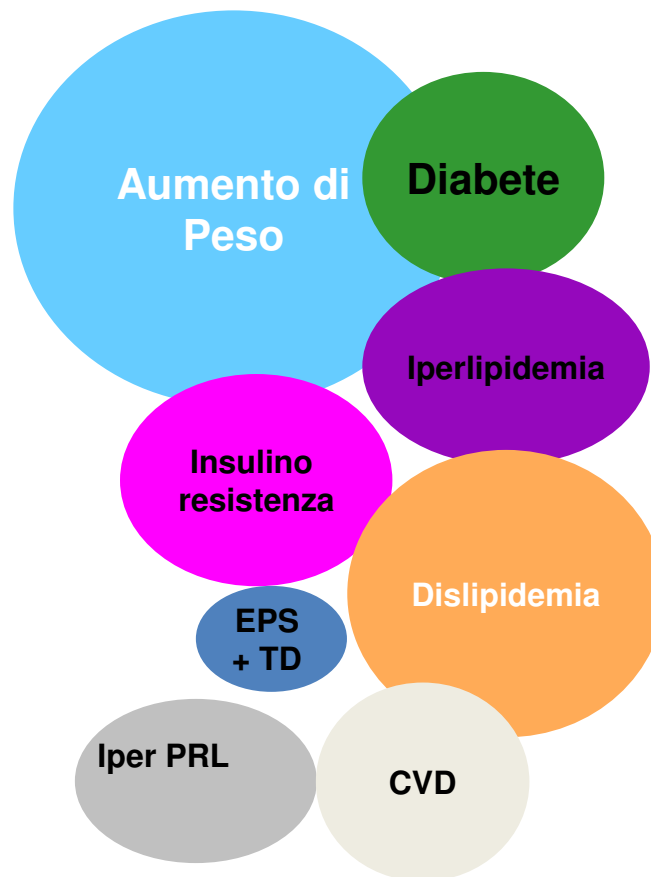 Aumento di
Peso
Diabete
Iperlipidemia
Insulino
resistenza
Dislipidemia
EPS
+ TD
Iper PRL
CVD